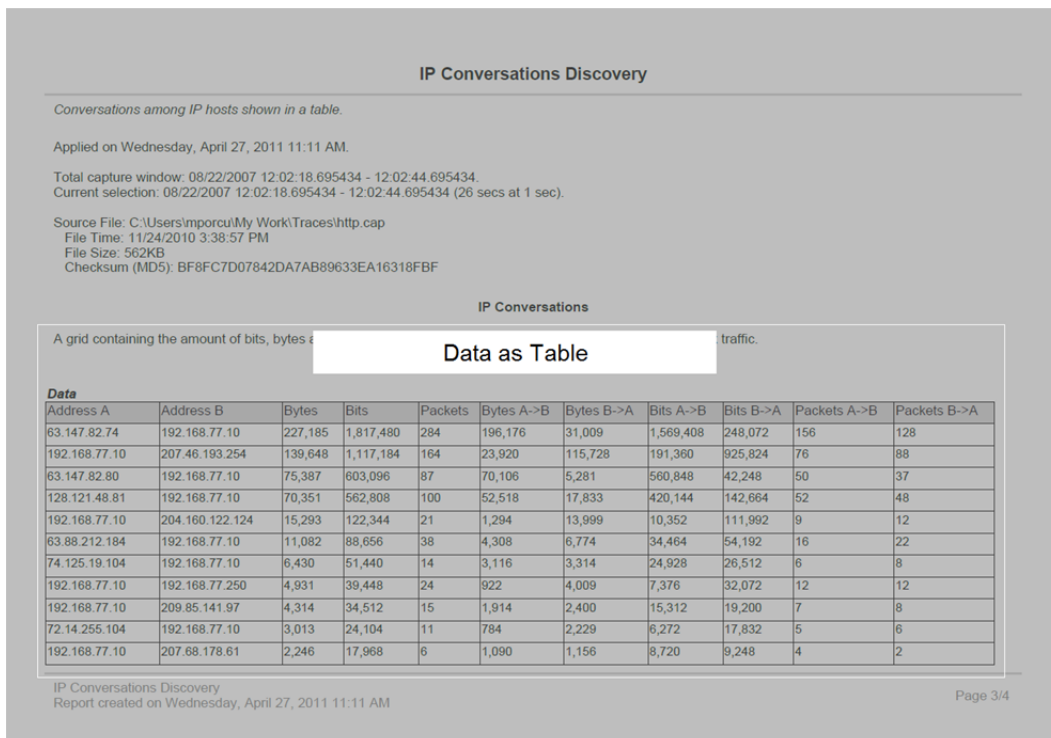 IP Conversations Discovery
Conversations among IP hosts shown in a table.
Applied on Wednesday, April 27, 2011 11:11 AM.
Total capture window: 08/22/2007 12:02:18.695434 - 12:02:44.695434.
Current selection: 08/22/2007 12:02:18.695434 - 12:02:44.695434 (26 secs at 1 sec).
Source File: C:\Users\mporcu\My Work\Traces\http.cap
File Time: 11/24/2010 3:38:57 PM
File Size: 562KB
Checksum (MD5): BF8FC7D07842DA7AB89633EA16318FBF
IP Conversations
A grid containing the amount of bits, bytes traffic.
Data as Table
Data
Address A Address B Bytes Bits Packets Bytes A->B Bytes B->A Bits A->B Bits B->A Packets A->B Packets B->A
63.147.82.74 192.168.77.10 227,185 1,817,480 284 196,176 31,009 1,569,408 248,072 156 128
192.168.77.10 207.46.193.254 139,648 1,117,184 164 23,920 115,728 191,360 925,824 76 88
63.147.82.80 192.168.77.10 75,387 603,096 87 70,106 5,281 560,848 42,248 50 37
128.121.48.81 192.168.77.10 70,351 562,808 100 52,518 17,833 420,144 142,664 52 48
192.168.77.10 204.160.122.124 15,293 122,344 21 1,294 13,999 10,352 111,992 9 12
63.88.212.184 192.168.77.10 11,082 88,656 38 4,308 6,774 34,464 54,192 16 22
74.125.19.104 192.168.77.10 6,430 51,440 14 3,116 3,314 24,928 26,512 6 8
192.168.77.10 192.168.77.250 4,931 39,448 24 922 4,009 7,376 32,072 12 12
192.168.77.10 209.85.141.97 4,314 34,512 15 1,914 2,400 15,312 19,200 7 8
72.14.255.104 192.168.77.10 3,013 24,104 11 784 2,229 6,272 17,832 5 6
192.168.77.10 207.68.178.61 2,246 17,968 6 1,090 1,156 8,720 9,248 4 2
IP Conversations Discovery
Report created on Wednesday, April 27, 2011 11:11 AM
Page 3/4